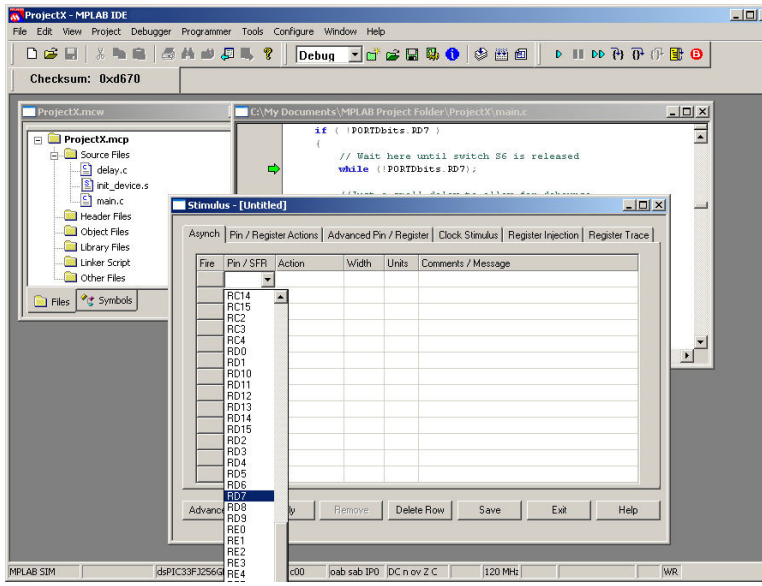 ProjectX - MPLAB IDE
File Edit View Project Debugger Programmer Tools Configure Window Help
Debug
Checksum: 0xd670
ProjectX.mcw
C:\My Documents\MPLAB Project Folder\ProjectX\main.c
ProjectX.mcp
Source Files
delay.c
init_device.s
main.c
Header Files
Object Files
Library Files
Linker Script
Other Files
Files Symbols
if ( !PORTDbits.RD7 )
{
// Wait here until switch S6 is released
while (!PORTDbits.RD7);
Stimulus - [Untitled]
Asynch Pin / Register Actions Advanced Pin / Register Clock Stimulus Register Injection Register Trace
Fire Pin / SFR Action Width Units Comments / Message
RC14
RC15
RC2
RC3
RC4
RD0
RD1
RD10
RD11
RD12
RD13
RD14
RD15
RD2
RD3
RD4
RD5
RD6
RD7
RD8
RD9
RE0
RE1
RE2
RE3
RE4
Advance ly Remove Delete Row Save Exit Help
MPLAB SIM dsPIC33FJ256G c00 oab sab IP0 DC n ov Z C 120 MHz WR